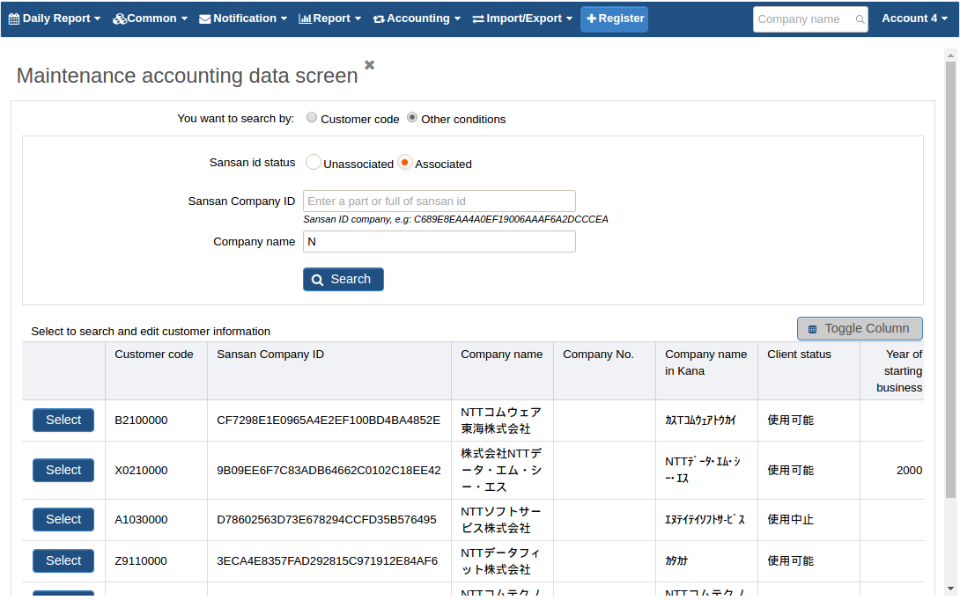 Daily Report Common Notification Report Accounting Import/Export Register Company name Account 4
Maintenance accounting data screen
You want to search by: Customer code Other conditions
Sansan id status Unassociated Associated
Sansan Company ID Enter a part or full of sansan id
Sansan ID company, e.g: C689E8EAA4A0EF19006AAAF6A2DCCCEA
Company name N
Search
Select to search and edit customer information Toggle Column
Customer code Sansan Company ID Company name Company No. Company name Client status Year of
in Kana starting
business
Select B2100000 CF7298E1E0965A4E2EF100BD4BA4852E NTTコムウェア ｶｽTｺﾑｳｪｱﾄｳｶｲ 使用可能
東海株式会社
株式会社NTTデ
Select X0210000 9B09EE6F7C83ADB64662C0102C18EE42 ータ・エム・シ NTTﾃﾞｰﾀ･ｴﾑ･ｼ 使用可能 2000
ー・エス ｰ･ｴｽ
Select A1030000 D78602563D73E678294CCFD35B576495 NTTソフトサー ｴﾇﾃｲﾃｲｿﾌﾄｻｰﾋﾞｽ 使用中止
ビス株式会社
Select Z9110000 3ECA4E8357FAD292815C971912E84AF6 NTTデータフィ ｶﾀｶﾅ 使用可能
ット株式会社
NTTコムテクノ NTTコムテクノ